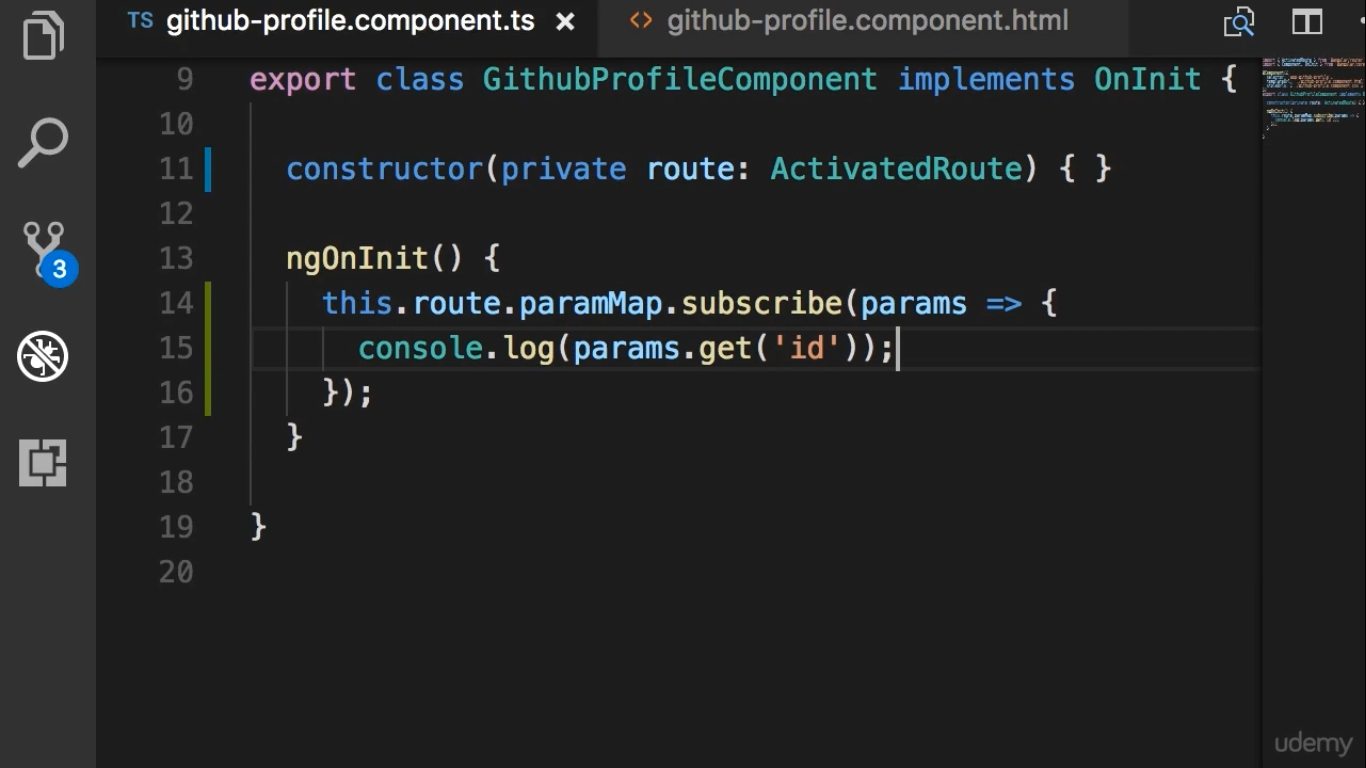 TS github-profile.component.ts × <> github-profile.component.html
9 export class GithubProfileComponent implements OnInit {
10
11 constructor(private route: ActivatedRoute) { }
12
13 ngOnInit() {
14 this.route.paramMap.subscribe(params => {
15 console.log(params.get('id'));
16 });
17 }
18
19 }
20
3
udemy